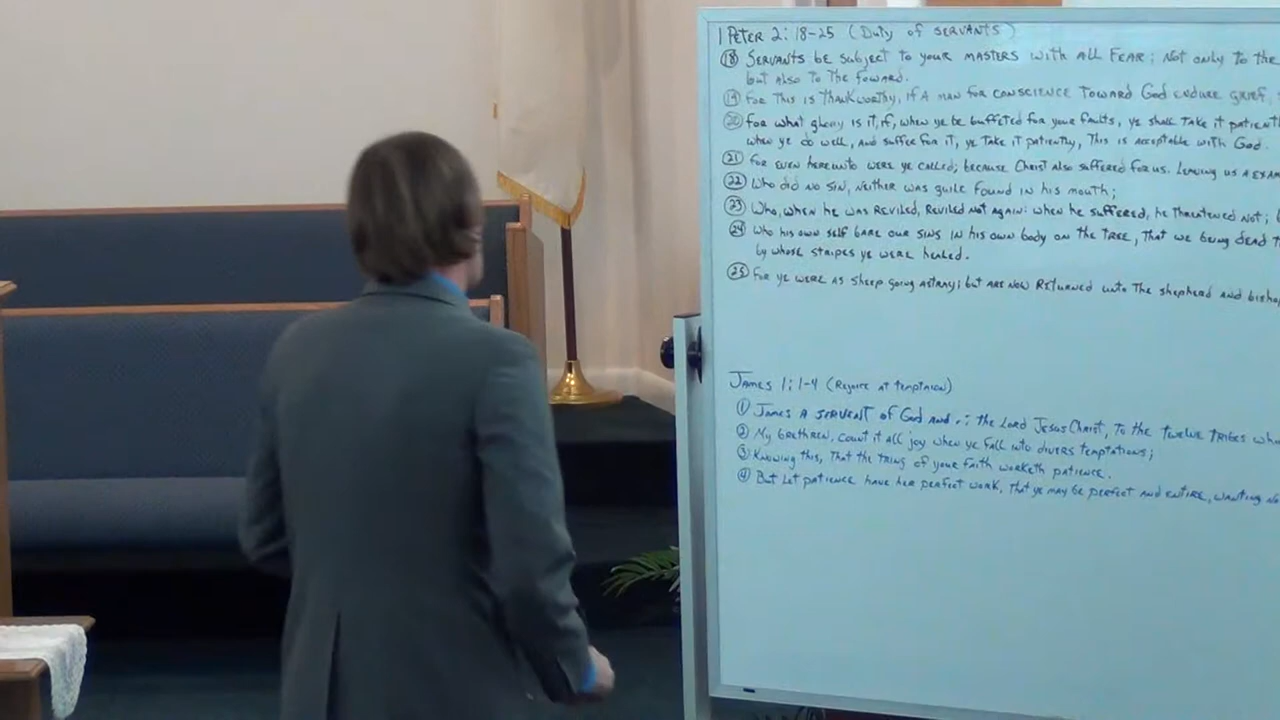 1 PETER 2:18-25 (Duty of SERVANTS)
⑱ SERVANTS be subject to your MASTERS with ALL FEAR; Not only to the
but also To The foward.
⑲ For This is ThankWorthy, if A man for CONSCIENCE TOWARD God ENDURE GRIEF,
⑳ for what glory is it, if, when ye be buffeted for your faults, ye shall Take it patient
when ye do well, and suffer for it, ye Take it patiently, This is acceptable with God.
㉑ For even hereunto were ye called; because Christ also suffered for us. Leaving us a EXAM
㉒ Who did NO SIN, Neither was guile found in his mouth;
㉓ Who, when he was REVILED, REVILED NOT AGAIN: when he suffered, he THREATENED NOT;
㉔ Who his own self bare our sins in his own body on the TREE, That we being dead T
by whose stripes ye were healed.
㉕ For ye were as sheep going astray; but are now RETURNED unto The shepherd and bisho
JAMES 1:1-4 (Rejoice at temptaion)
① James A SERVENT of God and the Lord Jesus Christ, To the Twelve Tribes
② My brethren, count it all joy when ye fall into divers temptations;
③ Knowing this, That the tring of your faith worketh patience.
④ But Let patience have her perfect work, That ye may be perfect and entire, wanting